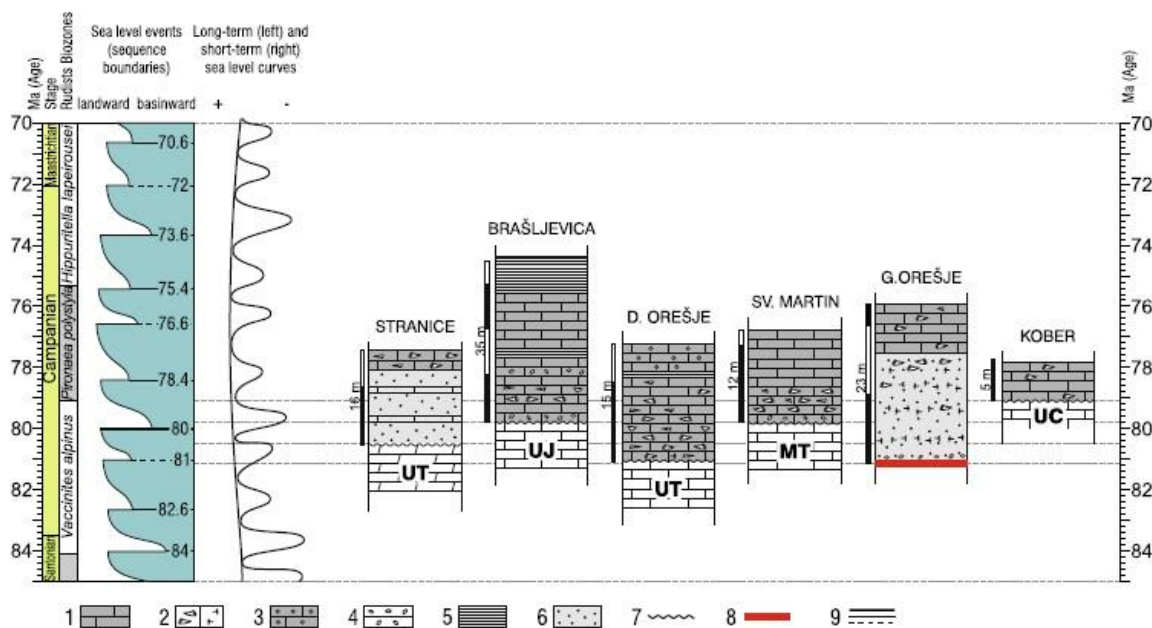 Ma (Age)
Stage
Rudists Biozones
Sea level events
(sequence
boundaries)
landward basinward
Long-term (left) and
short-term (right)
sea level curves
+ -
Ma (Age)
70
72
74
76
78
80
82
84
Maastrichtian
Campanian
Santonian
Hippuritella lapeirousei
Pironaea polystyla
Vaccinites alpinus
70.6
72
73.6
75.4
76.6
78.4
80
81
82.6
84
STRANICE
16 m
UT
BRAŠLJEVICA
35 m
UJ
D. OREŠJE
15 m
UT
SV. MARTIN
12 m
MT
G.OREŠJE
23 m
KOBER
5 m
UC
70
72
74
76
78
80
82
84
1 2 3 4 5 6 7 8 9